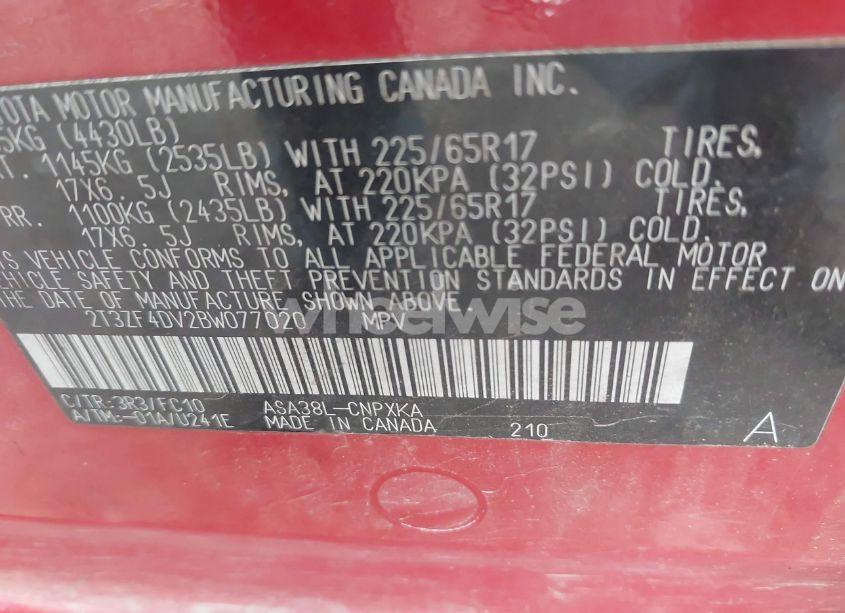 OTA MOTOR MANUFACTURING CANADA INC.
5KG (4430LB)
T. 1145KG (2535LB) WITH 225/65R17 TIRES,
17X6.5J RIMS, AT 220KPA (32PSI) COLD.
RR. 1100KG (2435LB) WITH 225/65R17 TIRES,
17X6.5J RIMS, AT 220KPA (32PSI) COLD.
S VEHICLE CONFORMS TO ALL APPLICABLE FEDERAL MOTOR
VEHICLE SAFETY AND THEFT PREVENTION STANDARDS IN EFFECT ON
THE DATE OF MANUFACTURE SHOWN ABOVE.
2T3ZF4DV2BW077020 MPV
wheelwise
C/TR:3R3/FC10 ASA38L-CNPXKA
A/TM:-01A/U241E MADE IN CANADA 210 A